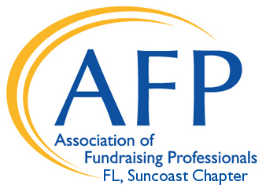 AFP
Association of
Fundraising Professionals
FL, Suncoast Chapter